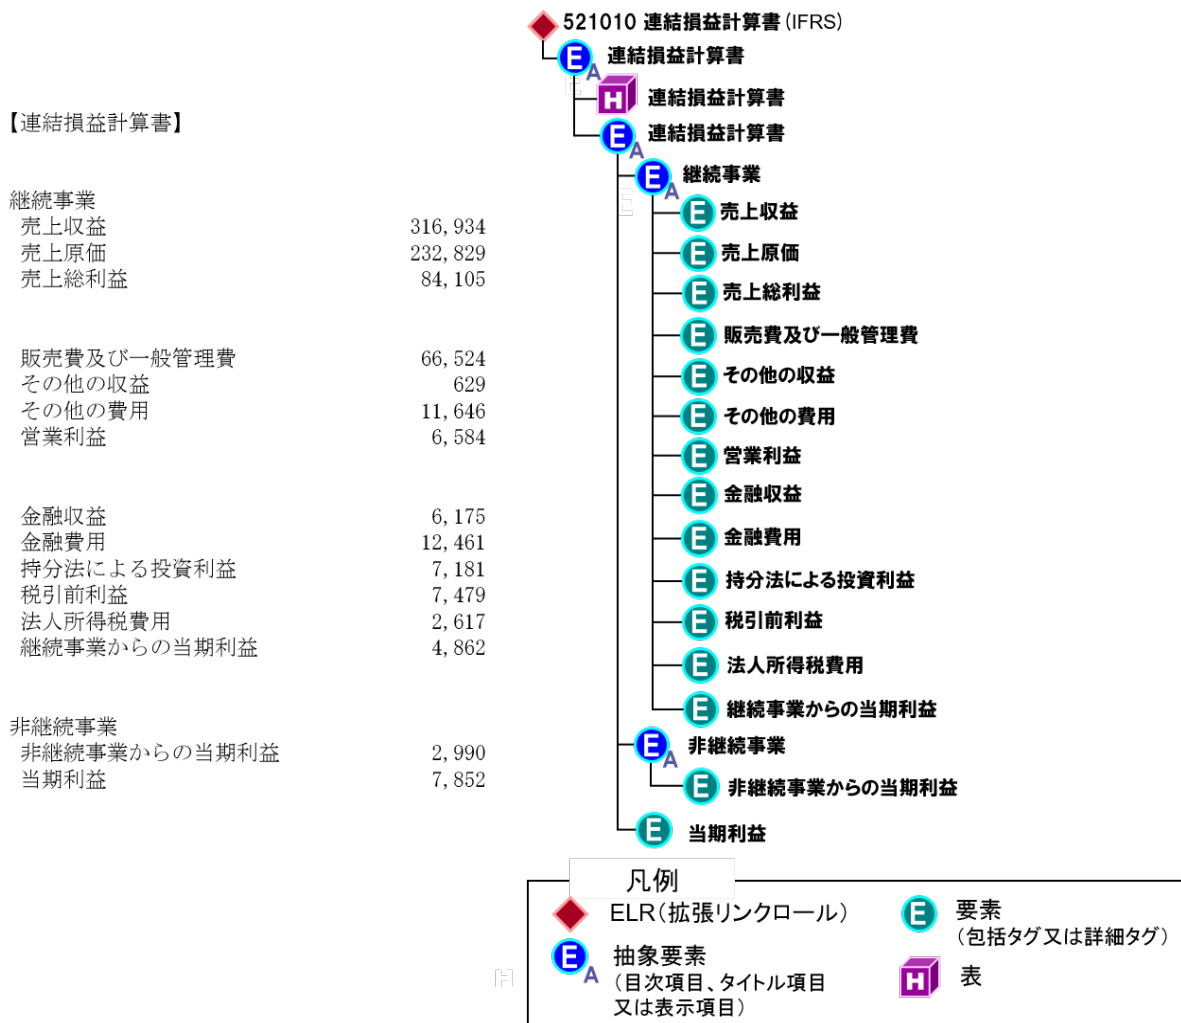 【連結損益計算書】
継続事業
売上収益 316,934
売上原価 232,829
売上総利益 84,105
販売費及び一般管理費 66,524
その他の収益 629
その他の費用 11,646
営業利益 6,584
金融収益 6,175
金融費用 12,461
持分法による投資利益 7,181
税引前利益 7,479
法人所得税費用 2,617
継続事業からの当期利益 4,862
非継続事業
非継続事業からの当期利益 2,990
当期利益 7,852
521010 連結損益計算書(IFRS)
E A 連結損益計算書
E
H 連結損益計算書
E A 連結損益計算書
E A 継続事業
E
E 売上収益
E 売上原価
E 売上総利益
E 販売費及び一般管理費
E その他の収益
E その他の費用
E 営業利益
E 金融収益
E 金融費用
E 持分法による投資利益
E 税引前利益
E 法人所得税費用
E 継続事業からの当期利益
E A 非継続事業
E 非継続事業からの当期利益
E 当期利益
凡例
ELR(拡張リンクロール)
E A 抽象要素
(目次項目、タイトル項目
又は表示項目)
E 要素
(包括タグ又は詳細タグ)
H 表
H